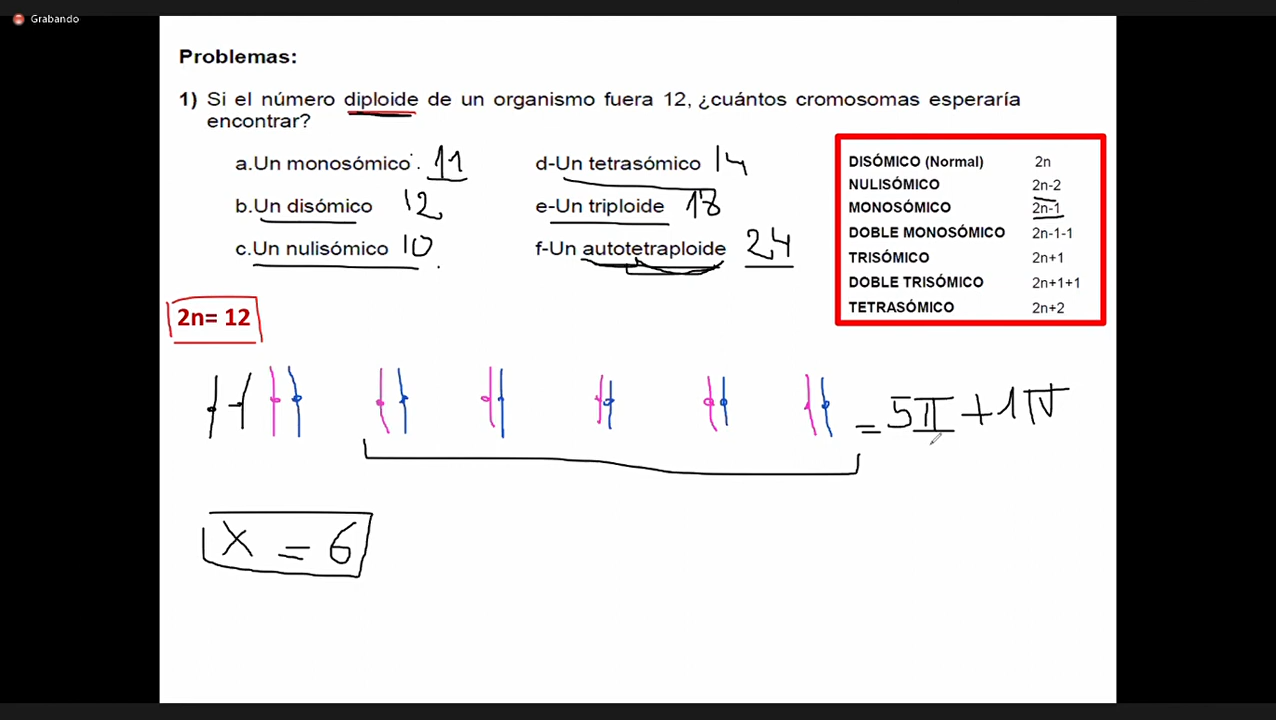 Grabando
Problemas:
1) Si el número diploide de un organismo fuera 12, ¿cuántos cromosomas esperaría
encontrar?
a.Un monosómico. 11
b.Un disómico 12
c.Un nulisómico 10
d-Un tetrasómico 14
e-Un triploide 18
f-Un autotetraploide 24
DISÓMICO (Normal) 2n
NULISÓMICO 2n-2
MONOSÓMICO 2n-1
DOBLE MONOSÓMICO 2n-1-1
TRISÓMICO 2n+1
DOBLE TRISÓMICO 2n+1+1
TETRASÓMICO 2n+2
2n= 12
= 5II + 1IV
X = 6